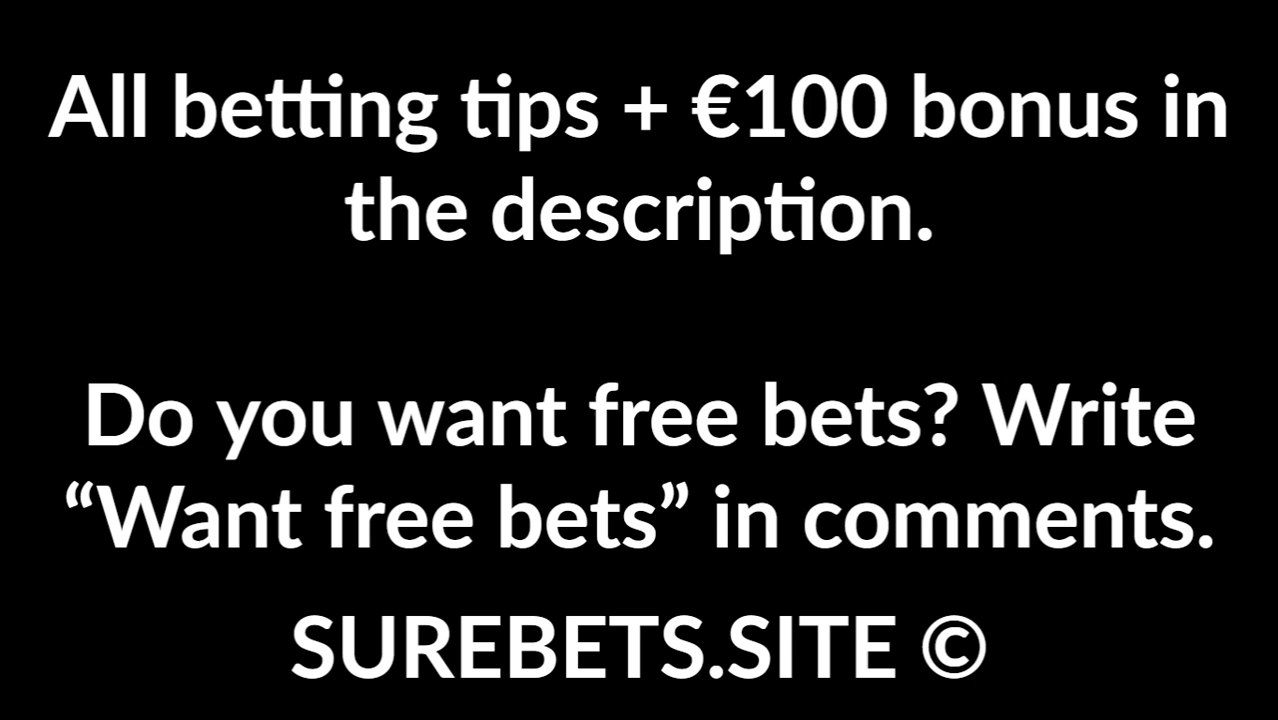 All betting tips + €100 bonus in
the description.
Do you want free bets? Write
“Want free bets” in comments.
SUREBETS.SITE ©